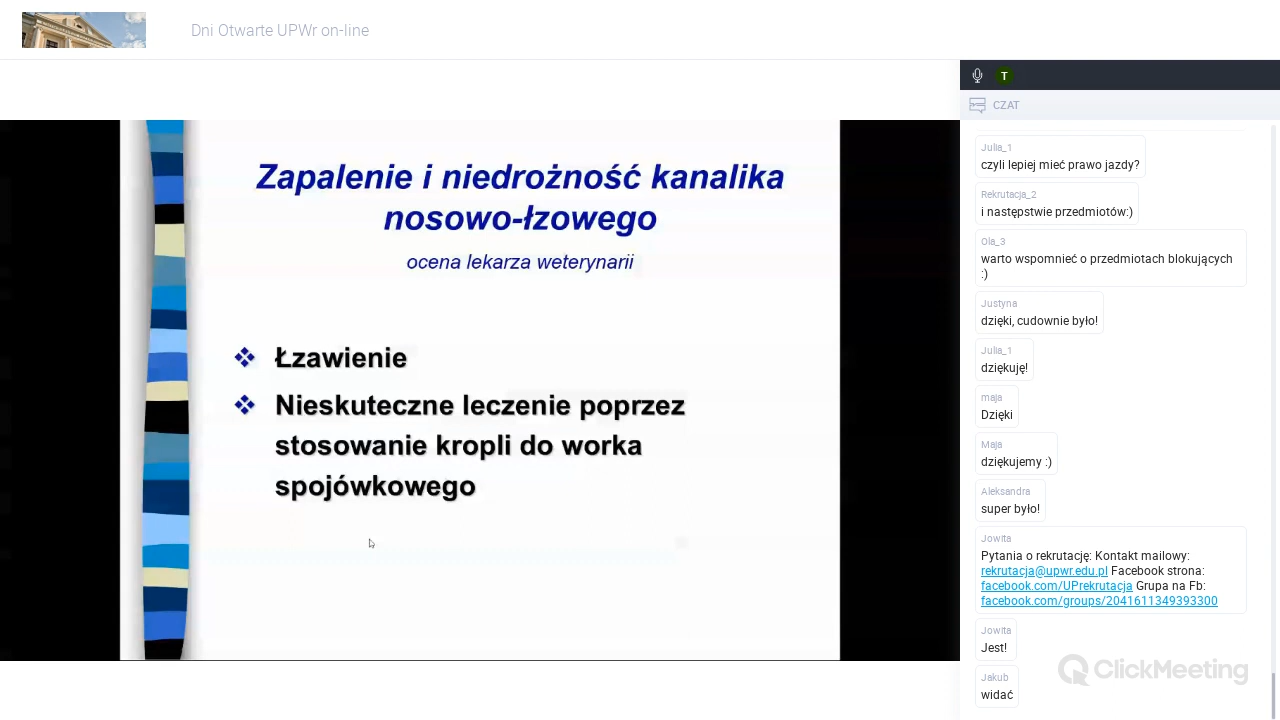 Dni Otwarte UPWr on-line
Zapalenie i niedrożność kanalika
nosowo-łzowego
ocena lekarza weterynarii
Łzawienie
Nieskuteczne leczenie poprzez
stosowanie kropli do worka
spojówkowego
T
CZAT
Julia_1
czyli lepiej mieć prawo jazdy?
Rekrutacja_2
i następstwie przedmiotów:)
Ola_3
warto wspomnieć o przedmiotach blokujących
:)
Justyna
dzięki, cudownie było!
Julia_1
dziękuję!
maja
Dzięki
Maja
dziękujemy :)
Aleksandra
super było!
Jowita
Pytania o rekrutację: Kontakt mailowy:
rekrutacja@upwr.edu.pl Facebook strona:
facebook.com/UPrekrutacja Grupa na Fb:
facebook.com/groups/2041611349393300
Jowita
Jest!
Jakub
widać
ClickMeeting